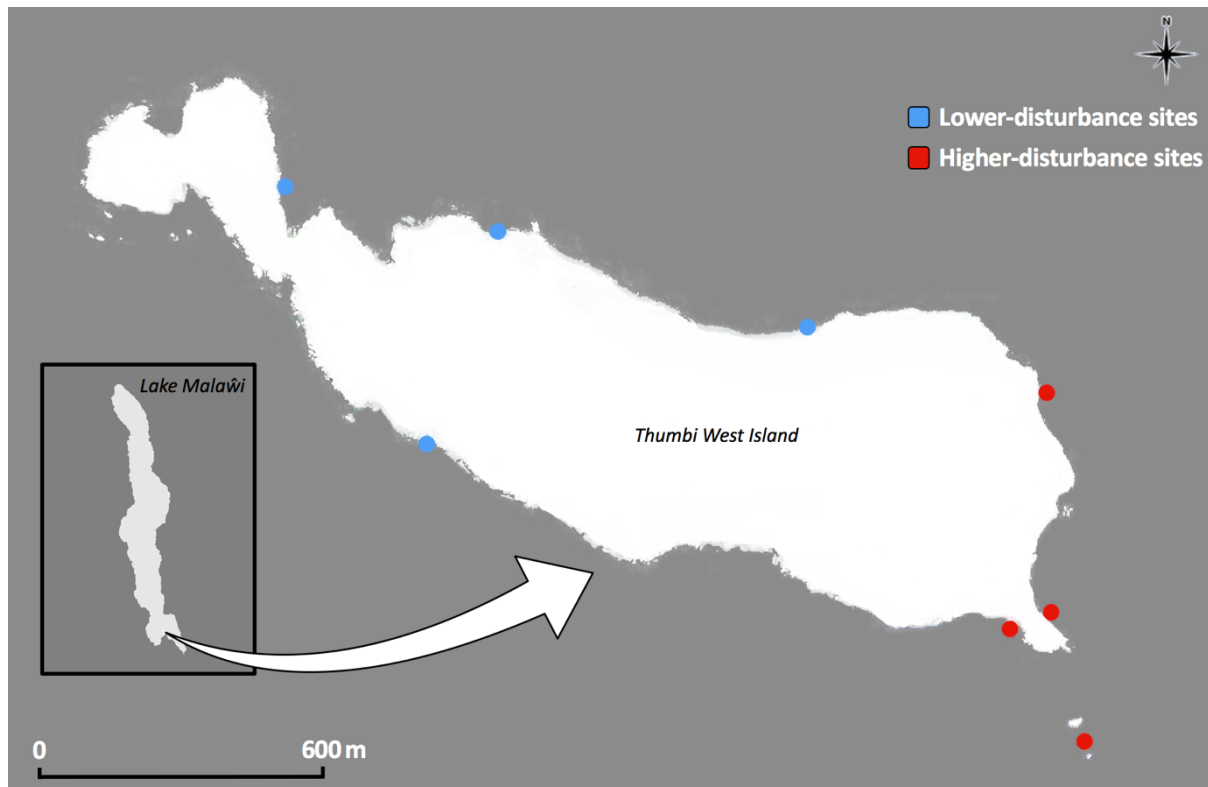 N
Lower-disturbance sites
Higher-disturbance sites
Lake Malaŵi
Thumbi West Island
0 600 m